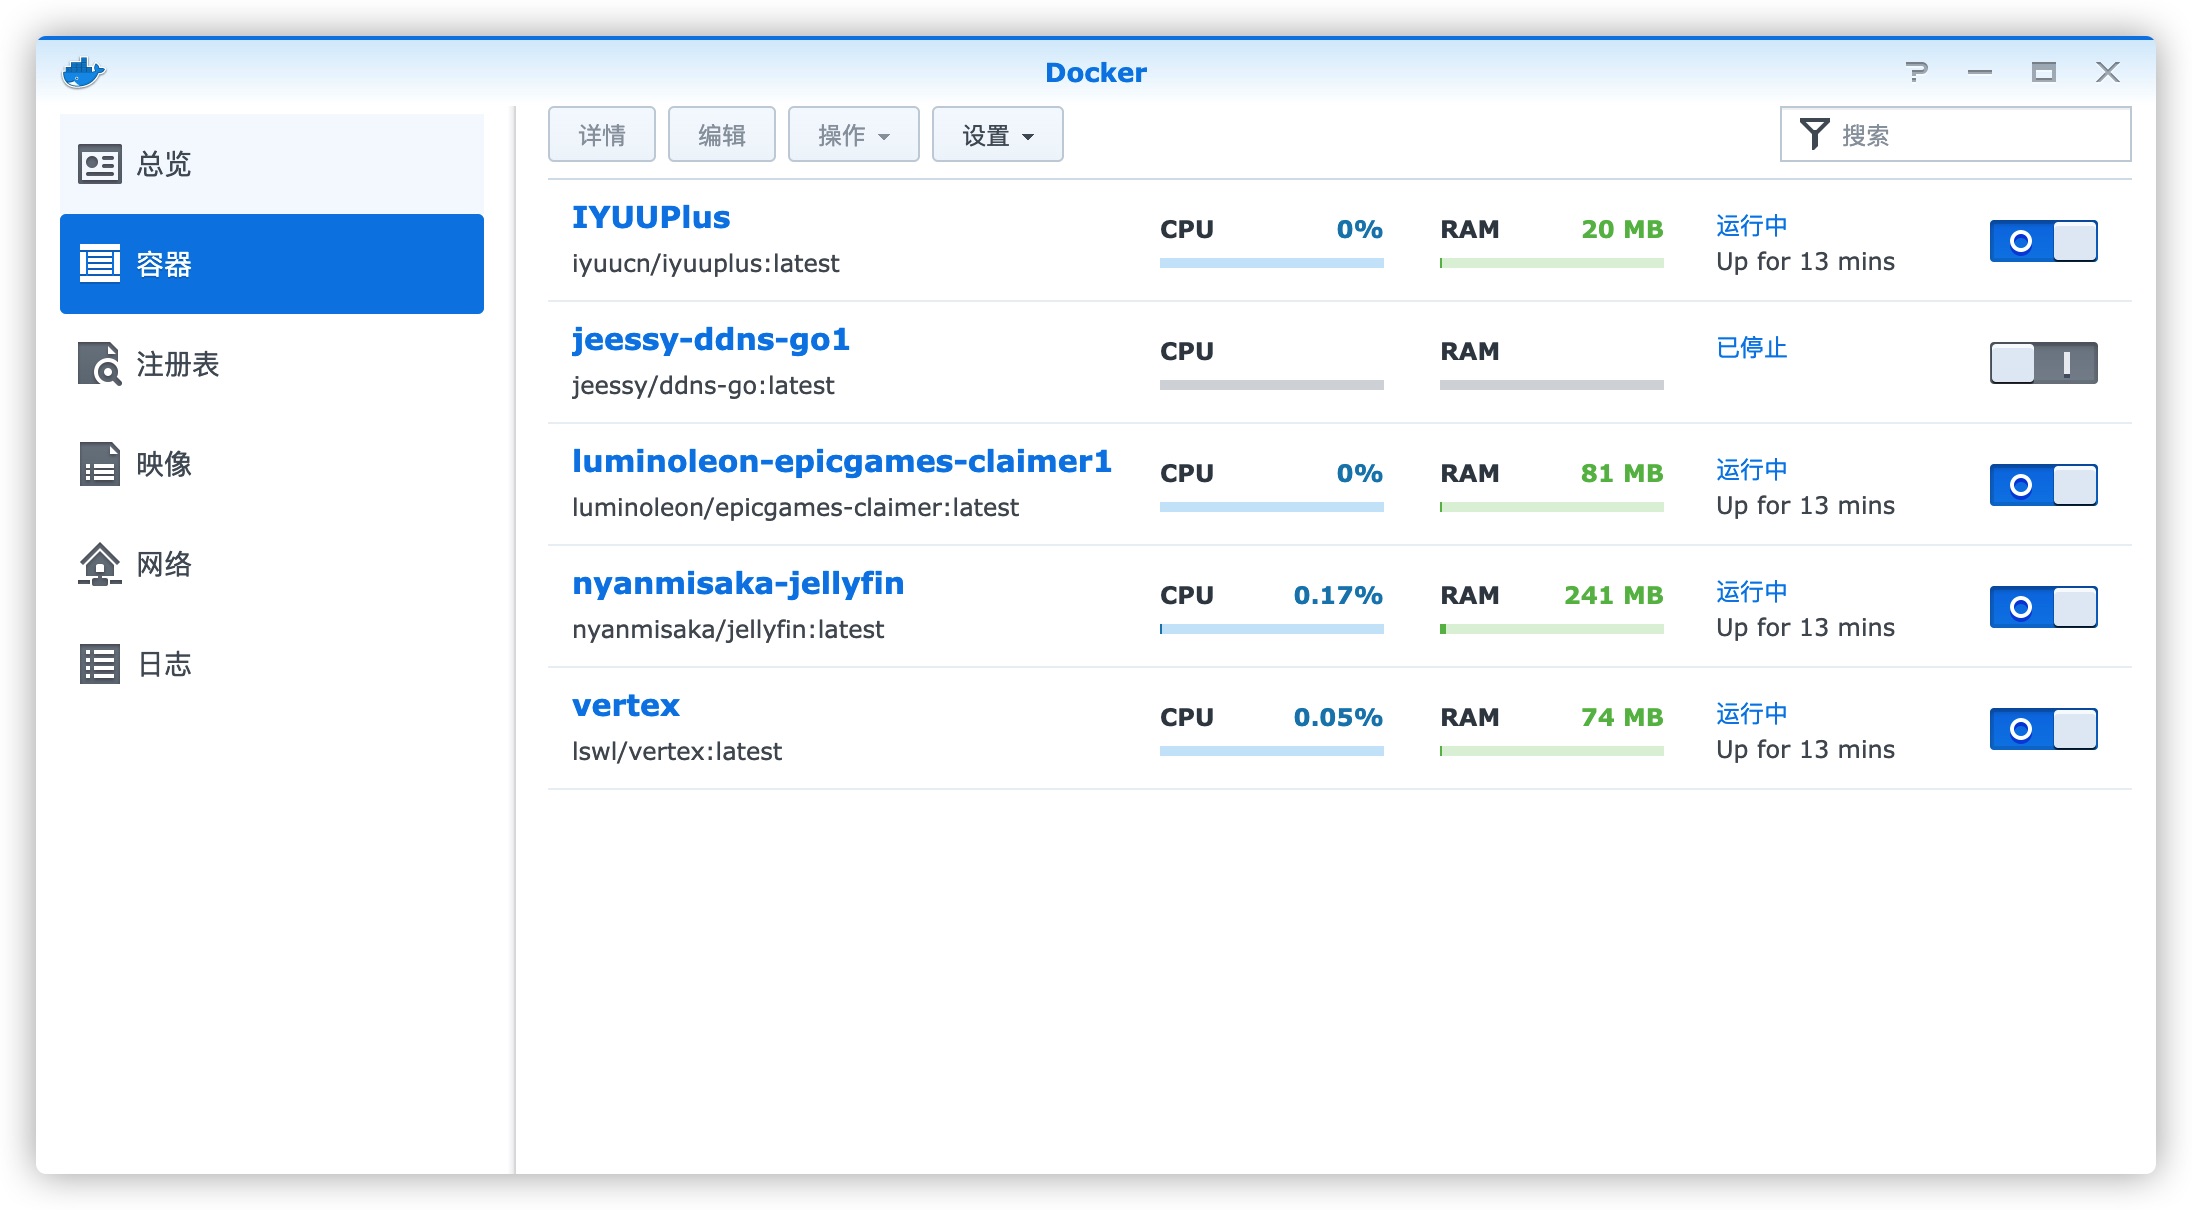 Docker
总览
容器
注册表
映像
网络
日志
详情 编辑 操作 设置 搜索
IYUUPlus
iyuucn/iyuuplus:latest
CPU 0% RAM 20 MB
运行中
Up for 13 mins
jeessy-ddns-go1
jeessy/ddns-go:latest
CPU RAM
已停止
luminoleon-epicgames-claimer1
luminoleon/epicgames-claimer:latest
CPU 0% RAM 81 MB
运行中
Up for 13 mins
nyanmisaka-jellyfin
nyanmisaka/jellyfin:latest
CPU 0.17% RAM 241 MB
运行中
Up for 13 mins
vertex
lswl/vertex:latest
CPU 0.05% RAM 74 MB
运行中
Up for 13 mins